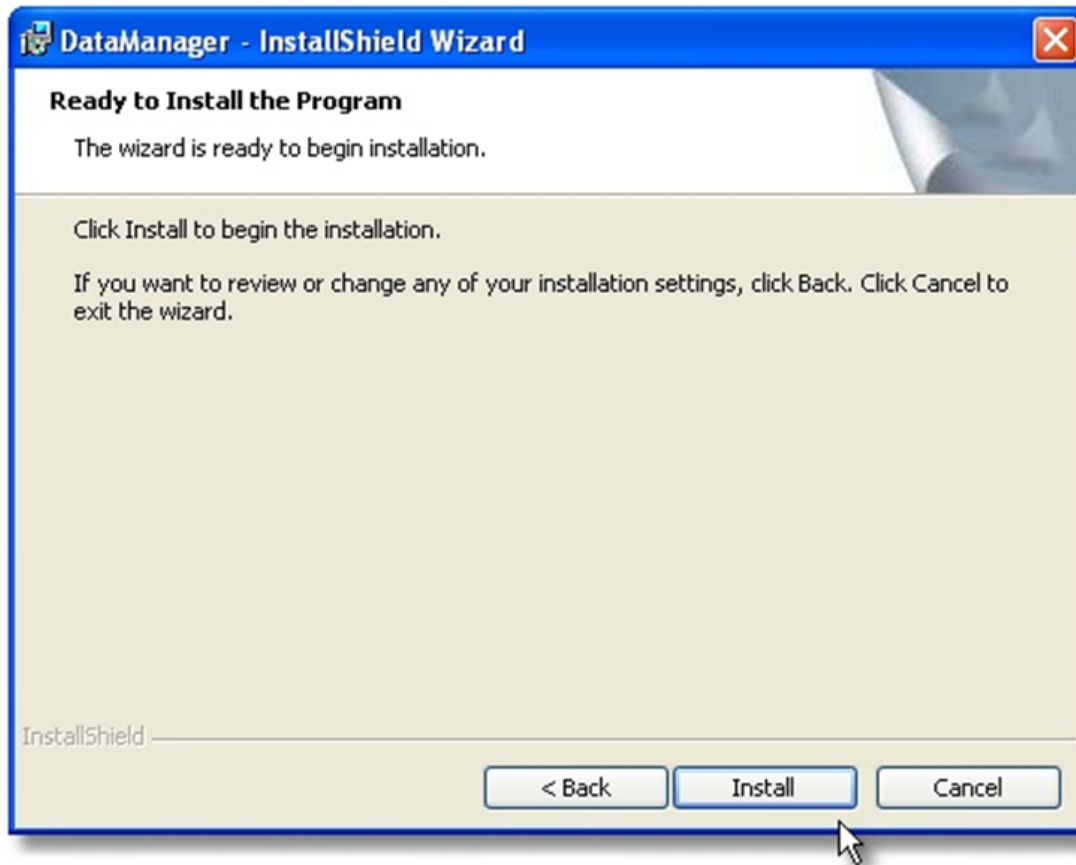 DataManager - InstallShield Wizard
Ready to Install the Program
The wizard is ready to begin installation.
Click Install to begin the installation.
If you want to review or change any of your installation settings, click Back. Click Cancel to
exit the wizard.
InstallShield
< Back
Install
Cancel